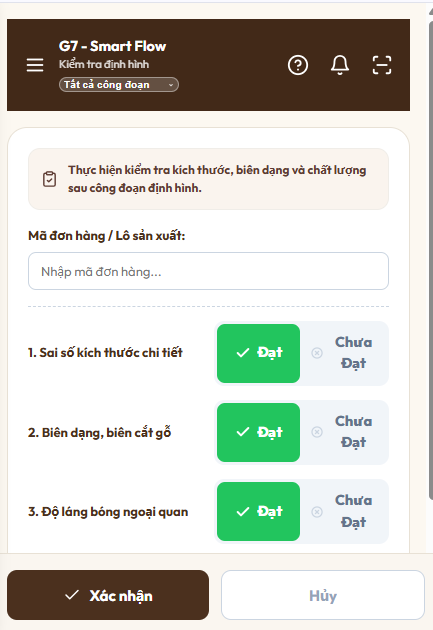 G7 - Smart Flow
Kiểm tra định hình
Tất cả công đoạn
Thực hiện kiểm tra kích thước, biên dạng và chất lượng
sau công đoạn định hình.
Mã đơn hàng / Lô sản xuất:
Nhập mã đơn hàng...
1. Sai số kích thước chi tiết
Đạt
Chưa
Đạt
2. Biên dạng, biên cắt gỗ
Đạt
Chưa
Đạt
3. Độ láng bóng ngoại quan
Đạt
Chưa
Đạt
Xác nhận
Hủy